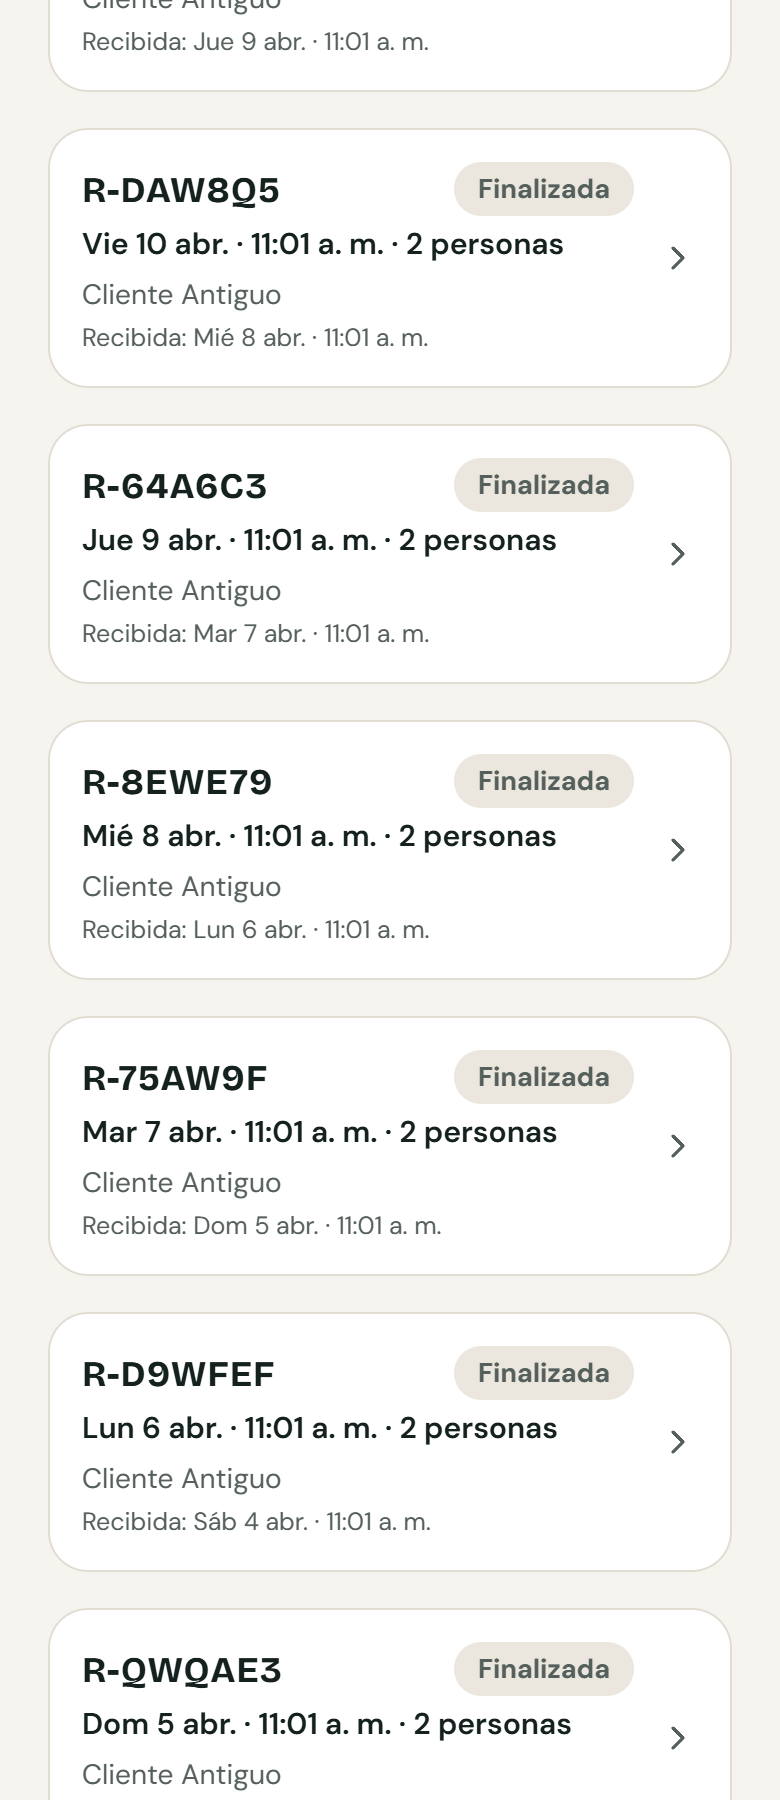 Cliente Antiguo
Recibida: Jue 9 abr. · 11:01 a. m.
R-DAW8Q5
Finalizada
Vie 10 abr. · 11:01 a. m. · 2 personas
Cliente Antiguo
Recibida: Mié 8 abr. · 11:01 a. m.
R-64A6C3
Finalizada
Jue 9 abr. · 11:01 a. m. · 2 personas
Cliente Antiguo
Recibida: Mar 7 abr. · 11:01 a. m.
R-8EWE79
Finalizada
Mié 8 abr. · 11:01 a. m. · 2 personas
Cliente Antiguo
Recibida: Lun 6 abr. · 11:01 a. m.
R-75AW9F
Finalizada
Mar 7 abr. · 11:01 a. m. · 2 personas
Cliente Antiguo
Recibida: Dom 5 abr. · 11:01 a. m.
R-D9WFEF
Finalizada
Lun 6 abr. · 11:01 a. m. · 2 personas
Cliente Antiguo
Recibida: Sáb 4 abr. · 11:01 a. m.
R-QWQAE3
Finalizada
Dom 5 abr. · 11:01 a. m. · 2 personas
Cliente Antiguo